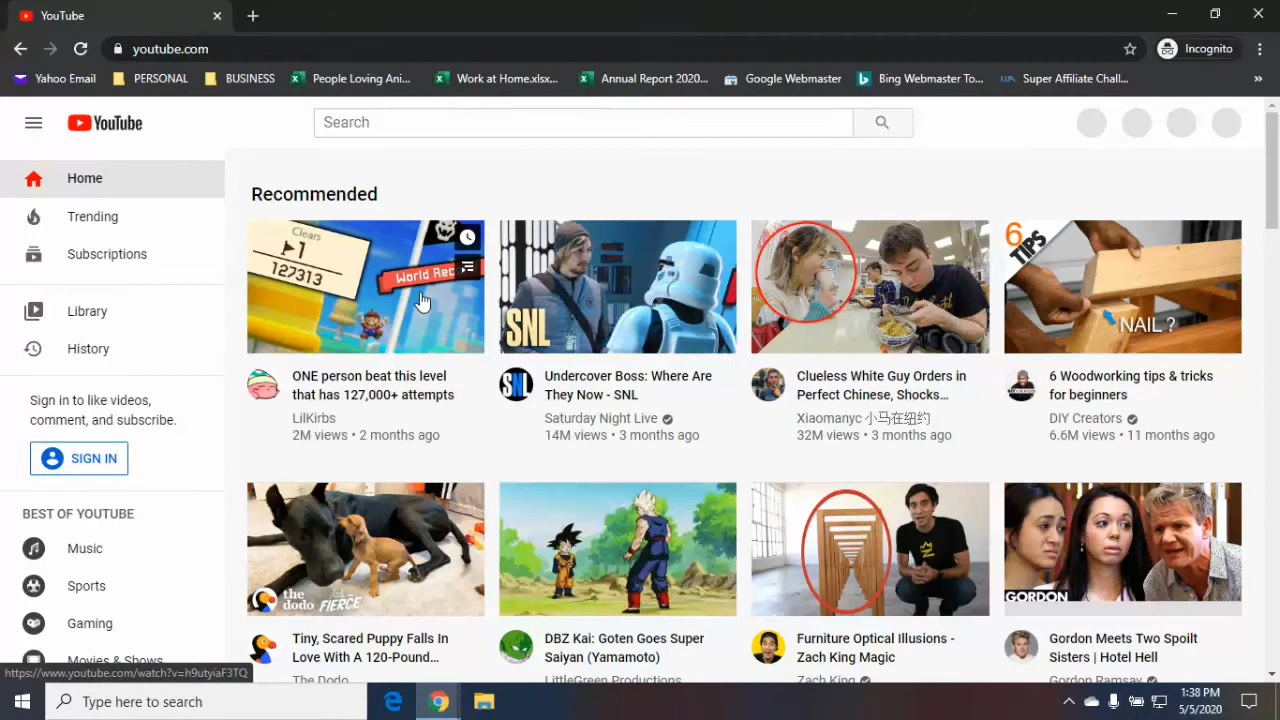 YouTube
youtube.com
Incognito
Yahoo Email
PERSONAL
BUSINESS
People Loving Ani...
Work at Home.xlsx...
Annual Report 2020...
Google Webmaster
Bing Webmaster To...
Super Affiliate Chall...
»
YouTube
Search
Home
Trending
Subscriptions
Library
History
Sign in to like videos,
comment, and subscribe.
SIGN IN
BEST OF YOUTUBE
Music
Sports
Gaming
Movies & Shows
Recommended
Clears
1
127313
World Rec
SNL
6
TIPS
NAIL ?
ONE person beat this level
that has 127,000+ attempts
LilKirbs
2M views • 2 months ago
SNL
Undercover Boss: Where Are
They Now - SNL
Saturday Night Live
14M views • 3 months ago
Clueless White Guy Orders in
Perfect Chinese, Shocks...
Xiaomanyc 小马在纽约
32M views • 3 months ago
6 Woodworking tips & tricks
for beginners
DIY Creators
6.6M views • 11 months ago
the
dodo FIERCE
GORDON
Tiny, Scared Puppy Falls In
Love With A 120-Pound...
The Dodo
DBZ Kai: Goten Goes Super
Saiyan (Yamamoto)
LittleGreen Productions
Furniture Optical Illusions -
Zach King Magic
Zach King
Gordon Meets Two Spoilt
Sisters | Hotel Hell
Gordon Ramsay
https://www.youtube.com/watch?v=h9utyiaF3TQ
Type here to search
1:38 PM
5/5/2020